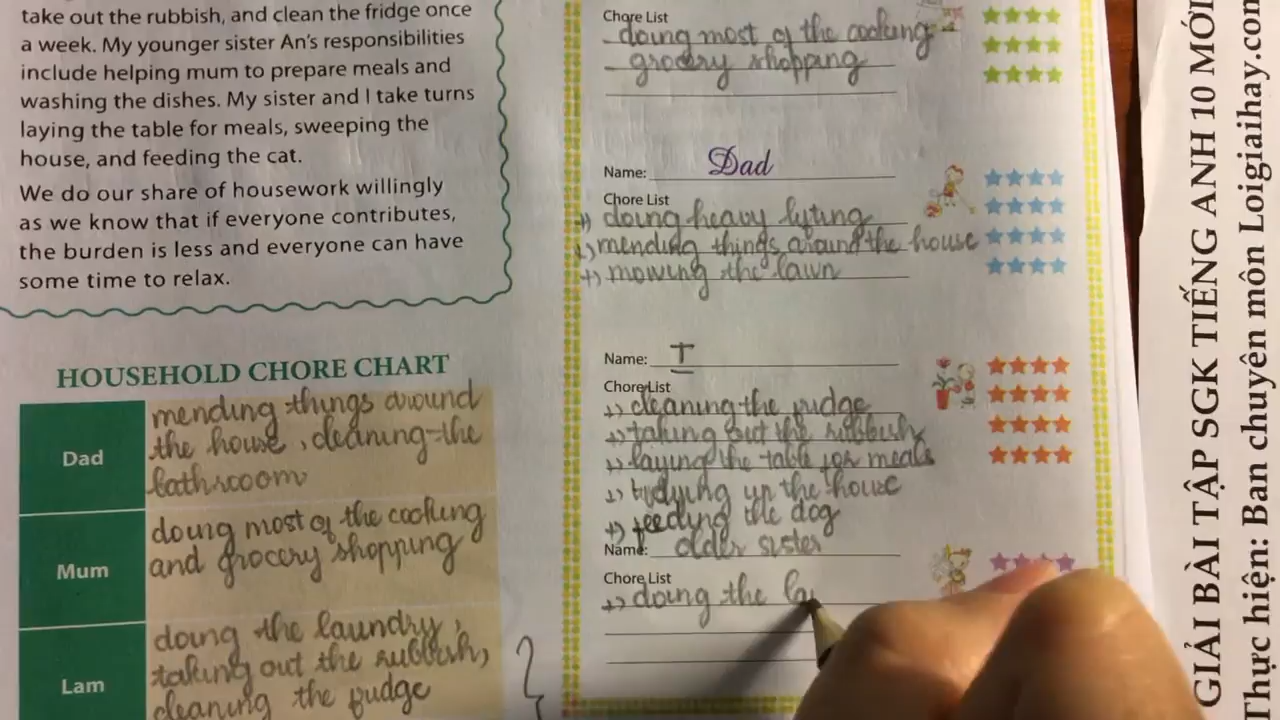 take out the rubbish, and clean the fridge once
a week. My younger sister An's responsibilities
include helping mum to prepare meals and
washing the dishes. My sister and I take turns
laying the table for meals, sweeping the
house, and feeding the cat.
We do our share of housework willingly
as we know that if everyone contributes,
the burden is less and everyone can have
some time to relax.
HOUSEHOLD CHORE CHART
Dad
mending things around
the house, cleaning the
bathroom
Mum
doing most of the cooking
and grocery shopping
Lam
doing the laundry,
taking out the rubbish,
cleaning the fudge
Chore List
doing most of the cooking
grocery shopping
Name: Dad
Chore List
doing heavy lyting
mending things around the house
+) mowing the lawn
Name: I
Chore List
+) cleaning the fudge
+) taking out the rubbish
+) laying the table for meals
+) tidying up the house
+) feeding the dog
Name: older sister
Chore List
+) doing the la
GIẢI BÀI TẬP SGK TIẾNG ANH 10 MỚI
Thực hiện: Ban chuyên môn Loigiaihay.com